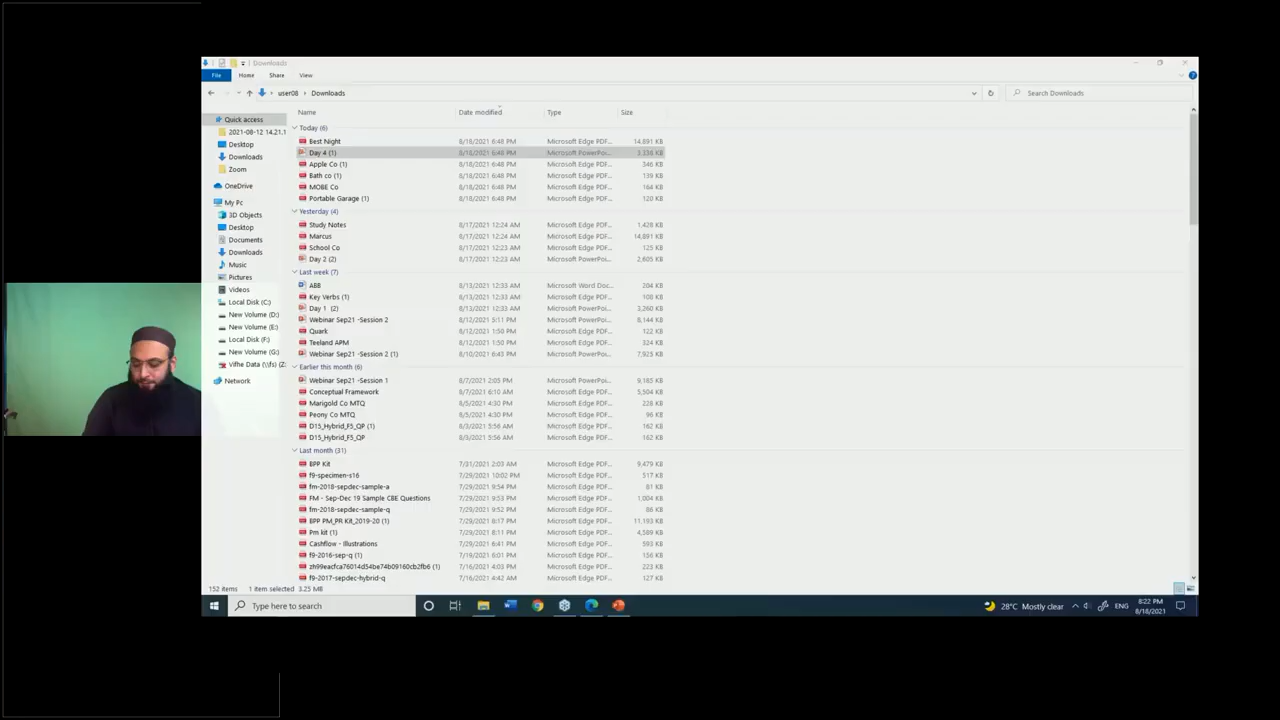 Downloads
File Home Share View
user08 › Downloads
Search Downloads
Name Date modified Type Size
Quick access
2021-08-12 14.21.1
Desktop
Downloads
Zoom
OneDrive
My Pc
3D Objects
Desktop
Documents
Downloads
Music
Pictures
Videos
Local Disk (C:)
New Volume (D:)
New Volume (E:)
Local Disk (F:)
New Volume (G:)
Vifhe Data (\\fs) (Z:
Network
Today (6)
Best Night 8/18/2021 6:48 PM Microsoft Edge PDF... 14,891 KB
Day 4 (1) 8/18/2021 6:48 PM Microsoft PowerPoi... 3,336 KB
Apple Co (1) 8/18/2021 6:48 PM Microsoft Edge PDF... 346 KB
Bath co (1) 8/18/2021 6:48 PM Microsoft Edge PDF... 139 KB
MOBE Co 8/18/2021 6:48 PM Microsoft Edge PDF... 164 KB
Portable Garage (1) 8/18/2021 6:48 PM Microsoft Edge PDF... 120 KB
Yesterday (4)
Study Notes 8/17/2021 12:24 AM Microsoft Edge PDF... 1,428 KB
Marcus 8/17/2021 12:24 AM Microsoft Edge PDF... 14,891 KB
School Co 8/17/2021 12:23 AM Microsoft Edge PDF... 125 KB
Day 2 (2) 8/17/2021 12:23 AM Microsoft PowerPoi... 2,605 KB
Last week (7)
ABB 8/13/2021 12:33 AM Microsoft Word Doc... 204 KB
Key Verbs (1) 8/13/2021 12:33 AM Microsoft Edge PDF... 100 KB
Day 1 (2) 8/13/2021 12:33 AM Microsoft PowerPoi... 3,260 KB
Webinar Sep21 -Session 2 8/12/2021 5:11 PM Microsoft PowerPoi... 8,144 KB
Quark 8/12/2021 1:50 PM Microsoft Edge PDF... 122 KB
Teeland APM 8/12/2021 1:50 PM Microsoft Edge PDF... 324 KB
Webinar Sep21 -Session 2 (1) 8/10/2021 6:43 PM Microsoft PowerPoi... 7,925 KB
Earlier this month (6)
Webinar Sep21 -Session 1 8/7/2021 2:05 PM Microsoft PowerPoi... 9,185 KB
Conceptual Framework 8/7/2021 6:10 AM Microsoft Edge PDF... 5,504 KB
Marigold Co MTQ 8/5/2021 4:30 PM Microsoft Edge PDF... 228 KB
Peony Co MTQ 8/5/2021 4:30 PM Microsoft Edge PDF... 96 KB
D15_Hybrid_F5_QP (1) 8/3/2021 5:56 AM Microsoft Edge PDF... 162 KB
D15_Hybrid_F5_QP 8/3/2021 5:56 AM Microsoft Edge PDF... 162 KB
Last month (31)
BPP Kit 7/31/2021 2:03 AM Microsoft Edge PDF... 9,479 KB
f9-specimen-s16 7/29/2021 10:02 PM Microsoft Edge PDF... 517 KB
fm-2018-sepdec-sample-a 7/29/2021 9:54 PM Microsoft Edge PDF... 81 KB
FM - Sep-Dec 19 Sample CBE Questions 7/29/2021 9:53 PM Microsoft Edge PDF... 1,004 KB
fm-2018-sepdec-sample-q 7/29/2021 9:52 PM Microsoft Edge PDF... 86 KB
BPP PM_PR Kit_2019-20 (1) 7/29/2021 8:17 PM Microsoft Edge PDF... 11,193 KB
Pm kit (1) 7/29/2021 8:11 PM Microsoft Edge PDF... 4,589 KB
Cashflow - Illustrations 7/29/2021 6:41 PM Microsoft Edge PDF... 593 KB
f9-2016-sep-q (1) 7/19/2021 6:01 PM Microsoft Edge PDF... 156 KB
zh99eacfca76014d54be74b09160cb2fb6 (1) 7/16/2021 4:03 PM Microsoft Edge PDF... 223 KB
f9-2017-sepdec-hybrid-q 7/16/2021 4:42 AM Microsoft Edge PDF... 127 KB
152 items 1 item selected 3.25 MB
Type here to search
28°C Mostly clear ENG 8:22 PM
8/18/2021